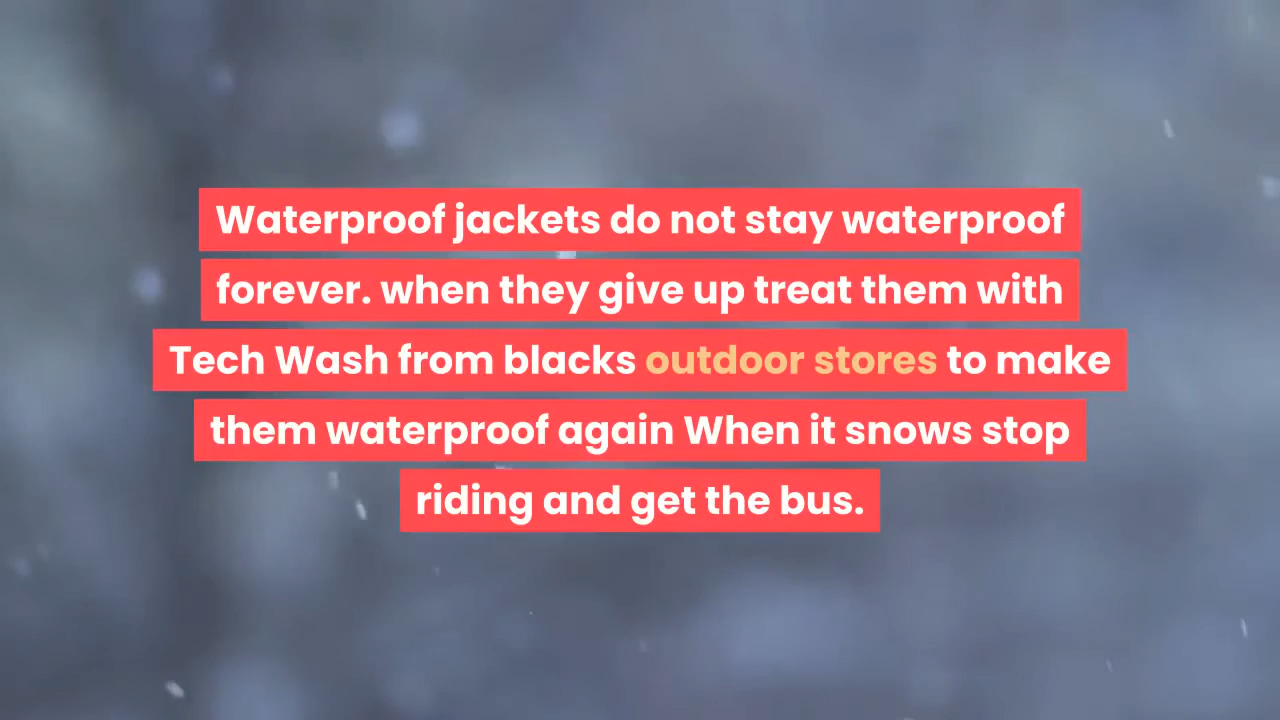 Waterproof jackets do not stay waterproof
forever. when they give up treat them with
Tech Wash from blacks outdoor stores to make
them waterproof again When it snows stop
riding and get the bus.